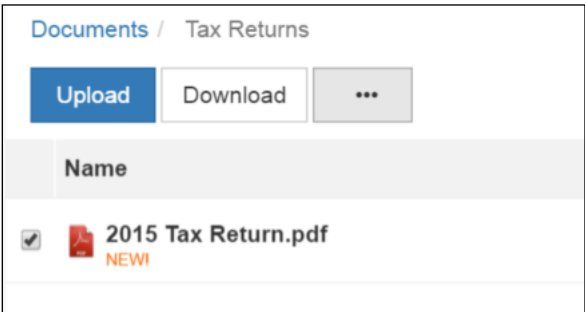 Documents / Tax Returns
Upload Download •••
Name
2015 Tax Return.pdf
NEW!